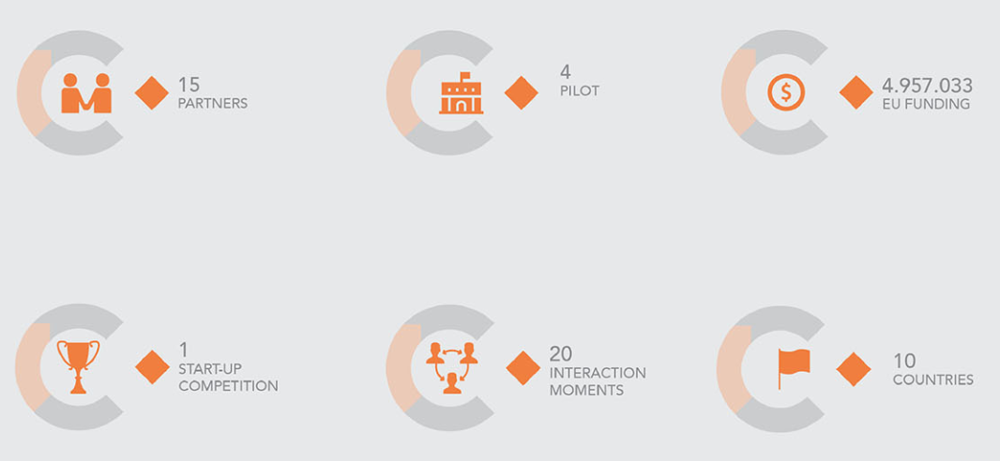 15
PARTNERS
4
PILOT
4.957.033
EU FUNDING
1
START-UP
COMPETITION
20
INTERACTION
MOMENTS
10
COUNTRIES